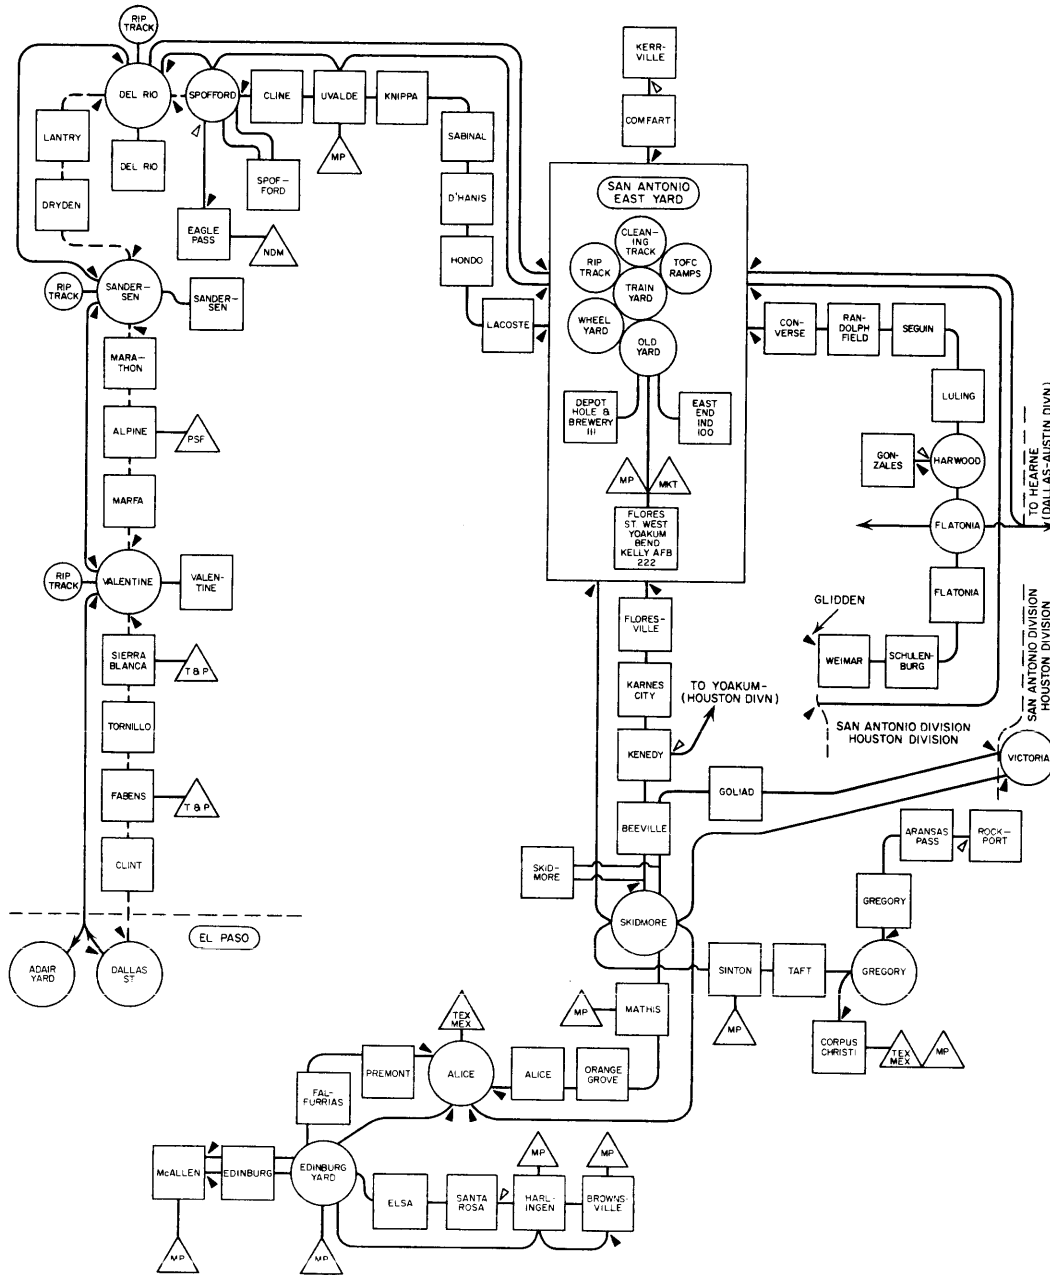 RIP
TRACK
DEL RIO
SPOFFORD
CLINE
UVALDE
KNIPPA
KERR-
VILLE
COMFART
LANTRY
DEL RIO
MP
SPOF-
FORD
SABINAL
DRYDEN
EAGLE
PASS
NDM
D'HANIS
HONDO
LACOSTE
RIP
TRACK
SANDER-
SEN
SANDER-
SEN
SAN ANTONIO
EAST YARD
CLEAN-
ING
TRACK
RIP
TRACK
TOFC
RAMPS
TRAIN
YARD
WHEEL
YARD
OLD
YARD
DEPOT
HOLE &
BREWERY
111
EAST
END
IND
100
MP
MKT
FLORES
ST. WEST
YOAKUM
BEND
KELLY AFB
222
CON-
VERSE
RAN-
DOLPH
FIELD
SEGUIN
LULING
GON-
ZALES
HARWOOD
FLATONIA
FLATONIA
TO HEARNE
(DALLAS-AUSTIN DIVN)
GLIDDEN
WEIMAR
SCHULEN-
BURG
SAN ANTONIO DIVISION
HOUSTON DIVISION
SAN ANTONIO DIVISION
HOUSTON DIVISION
MARA-
THON
ALPINE
PSF
MARFA
RIP
TRACK
VALENTINE
VALEN-
TINE
SIERRA
BLANCA
T & P
TORNILLO
FABENS
T & P
CLINT
EL PASO
ADAIR
YARD
DALLAS
ST
FLORES-
VILLE
KARNES
CITY
TO YOAKUM-
(HOUSTON DIVN)
KENEDY
GOLIAD
VICTORIA
BEEVILLE
SKID-
MORE
SKIDMORE
ARANSAS
PASS
ROCK-
PORT
GREGORY
SINTON
TAFT
GREGORY
MP
MATHIS
MP
CORPUS
CHRISTI
TEX
MEX
MP
TEX
MEX
PREMONT
ALICE
ALICE
ORANGE
GROVE
FAL-
FURRIAS
McALLEN
EDINBURG
EDINBURG
YARD
MP
MP
ELSA
SANTA
ROSA
HAR-
LINGEN
BROWNS-
VILLE
MP
MP